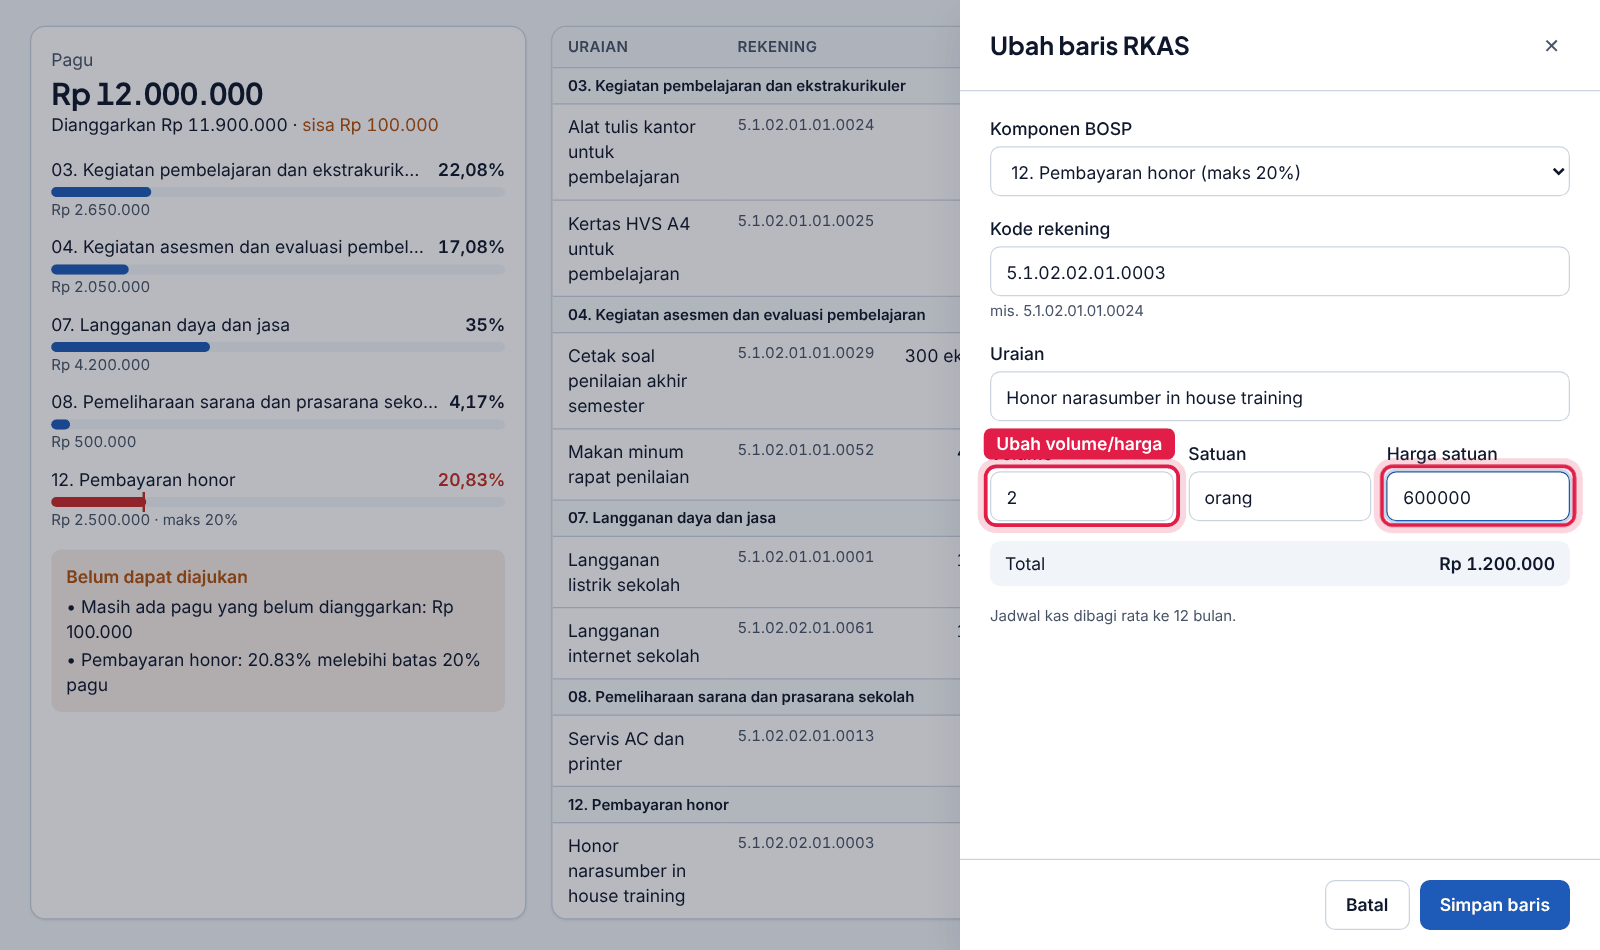 Pagu
Rp 12.000.000
Dianggarkan Rp 11.900.000 · sisa Rp 100.000
03. Kegiatan pembelajaran dan ekstrakurik... 22,08%
Rp 2.650.000
04. Kegiatan asesmen dan evaluasi pembel... 17,08%
Rp 2.050.000
07. Langganan daya dan jasa 35%
Rp 4.200.000
08. Pemeliharaan sarana dan prasarana seko... 4,17%
Rp 500.000
12. Pembayaran honor 20,83%
Rp 2.500.000 · maks 20%
Belum dapat diajukan
• Masih ada pagu yang belum dianggarkan: Rp
100.000
• Pembayaran honor: 20.83% melebihi batas 20%
pagu
URAIAN REKENING
03. Kegiatan pembelajaran dan ekstrakurikuler
Alat tulis kantor 5.1.02.01.01.0024
untuk
pembelajaran
Kertas HVS A4 5.1.02.01.01.0025
untuk
pembelajaran
04. Kegiatan asesmen dan evaluasi pembelajaran
Cetak soal 5.1.02.01.01.0029 300 ek
penilaian akhir
semester
Makan minum 5.1.02.01.01.0052
rapat penilaian
07. Langganan daya dan jasa
Langganan 5.1.02.01.01.0001
listrik sekolah
Langganan 5.1.02.02.01.0061
internet sekolah
08. Pemeliharaan sarana dan prasarana sekolah
Servis AC dan 5.1.02.02.01.0013
printer
12. Pembayaran honor
Honor 5.1.02.02.01.0003
narasumber in
house training
Ubah baris RKAS ×
Komponen BOSP
12. Pembayaran honor (maks 20%)
Kode rekening
5.1.02.02.01.0003
mis. 5.1.02.01.01.0024
Uraian
Honor narasumber in house training
Ubah volume/harga
Satuan Harga satuan
2 orang 600000
Total Rp 1.200.000
Jadwal kas dibagi rata ke 12 bulan.
Batal Simpan baris